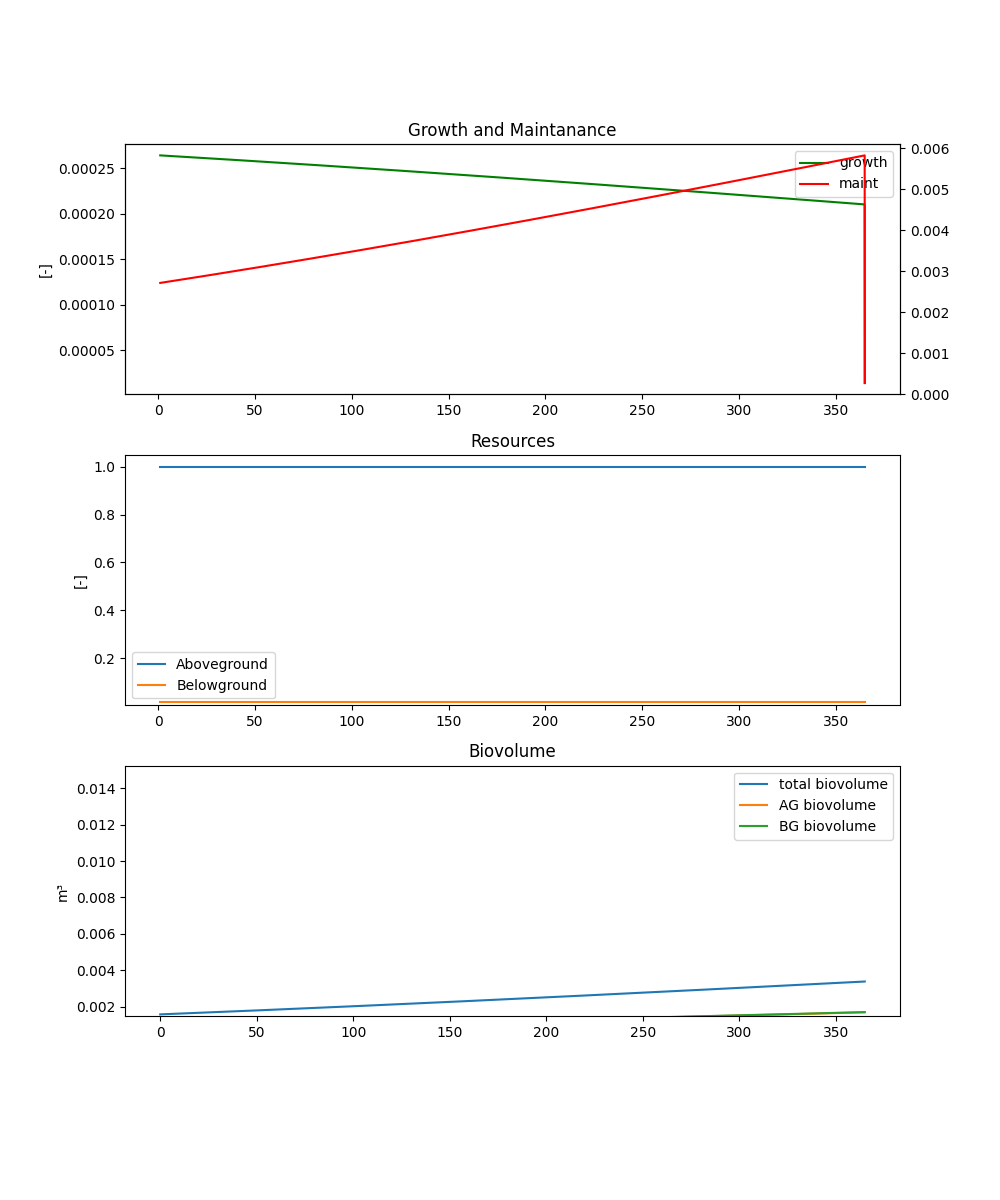 Growth and Maintanance
0.00025
0.00020
0.00015
0.00010
0.00005
[-]
growth
maint
0.006
0.005
0.004
0.003
0.002
0.001
0.000
0 50 100 150 200 250 300 350
Resources
1.0
0.8
0.6
0.4
0.2
[-]
Aboveground
Belowground
0 50 100 150 200 250 300 350
Biovolume
0.014
0.012
0.010
0.008
0.006
0.004
0.002
m³
total biovolume
AG biovolume
BG biovolume
0 50 100 150 200 250 300 350